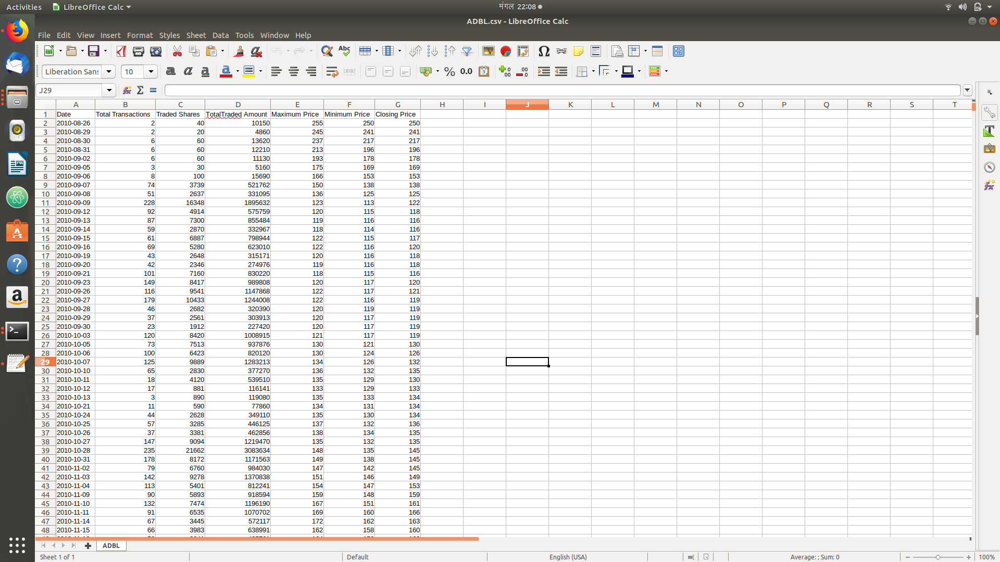 Activities LibreOffice Calc मंगल 22:08
ADBL.csv - LibreOffice Calc
File Edit View Insert Format Styles Sheet Data Tools Window Help
Liberation Sans 10
J29
A B C D E F G H I J K L M N O P Q R S T
1 Date Total Transactions Traded Shares TotalTraded Amount Maximum Price Minimum Price Closing Price
2 2010-08-26 2 40 10150 255 250 250
3 2010-08-29 2 20 4860 245 241 241
4 2010-08-30 6 60 13620 237 217 217
5 2010-08-31 6 60 12210 213 196 196
6 2010-09-02 6 60 11130 193 178 178
7 2010-09-05 3 30 5160 175 169 169
8 2010-09-06 8 100 15690 166 153 153
9 2010-09-07 74 3739 521762 150 138 138
10 2010-09-08 51 2637 331095 136 125 125
11 2010-09-09 228 16348 1895632 123 113 122
12 2010-09-12 92 4914 575759 120 115 118
13 2010-09-13 87 7300 855484 119 116 116
14 2010-09-14 59 2870 332967 118 114 116
15 2010-09-15 61 6887 798944 122 115 117
16 2010-09-16 69 5280 623010 122 116 120
17 2010-09-19 43 2648 315171 120 116 118
18 2010-09-20 42 2346 274976 119 116 118
19 2010-09-21 101 7160 830220 118 115 116
20 2010-09-23 149 8417 989808 120 117 120
21 2010-09-26 116 9541 1147868 122 117 121
22 2010-09-27 179 10433 1244008 122 116 119
23 2010-09-28 46 2682 320390 120 119 119
24 2010-09-29 37 2561 303913 120 117 119
25 2010-09-30 23 1912 227420 120 117 119
26 2010-10-03 120 8420 1008915 121 117 119
27 2010-10-05 73 7513 937876 130 121 130
28 2010-10-06 100 6423 820120 130 124 126
29 2010-10-07 125 9889 1283213 134 126 132
30 2010-10-10 65 2830 377270 136 132 135
31 2010-10-11 18 4120 539510 135 129 130
32 2010-10-12 17 881 116141 133 129 133
33 2010-10-13 3 890 119080 135 133 134
34 2010-10-21 11 590 77860 134 131 134
35 2010-10-24 44 2628 349110 135 130 134
36 2010-10-25 57 3285 446125 137 132 136
37 2010-10-26 37 3381 462856 138 134 135
38 2010-10-27 147 9094 1219470 135 132 135
39 2010-10-28 235 21662 3083634 148 135 145
40 2010-10-31 178 8172 1171563 149 138 145
41 2010-11-02 79 6760 984030 147 142 145
42 2010-11-03 142 9278 1370838 151 146 149
43 2010-11-04 113 5401 812241 154 147 153
44 2010-11-09 90 5893 918594 159 148 159
45 2010-11-10 132 7474 1196190 167 151 161
46 2010-11-11 91 6535 1070702 169 160 166
47 2010-11-14 67 3445 572117 172 162 163
48 2010-11-15 66 3983 638991 162 158 160
ADBL
Sheet 1 of 1 Default English (USA) Average: ; Sum: 0 100%